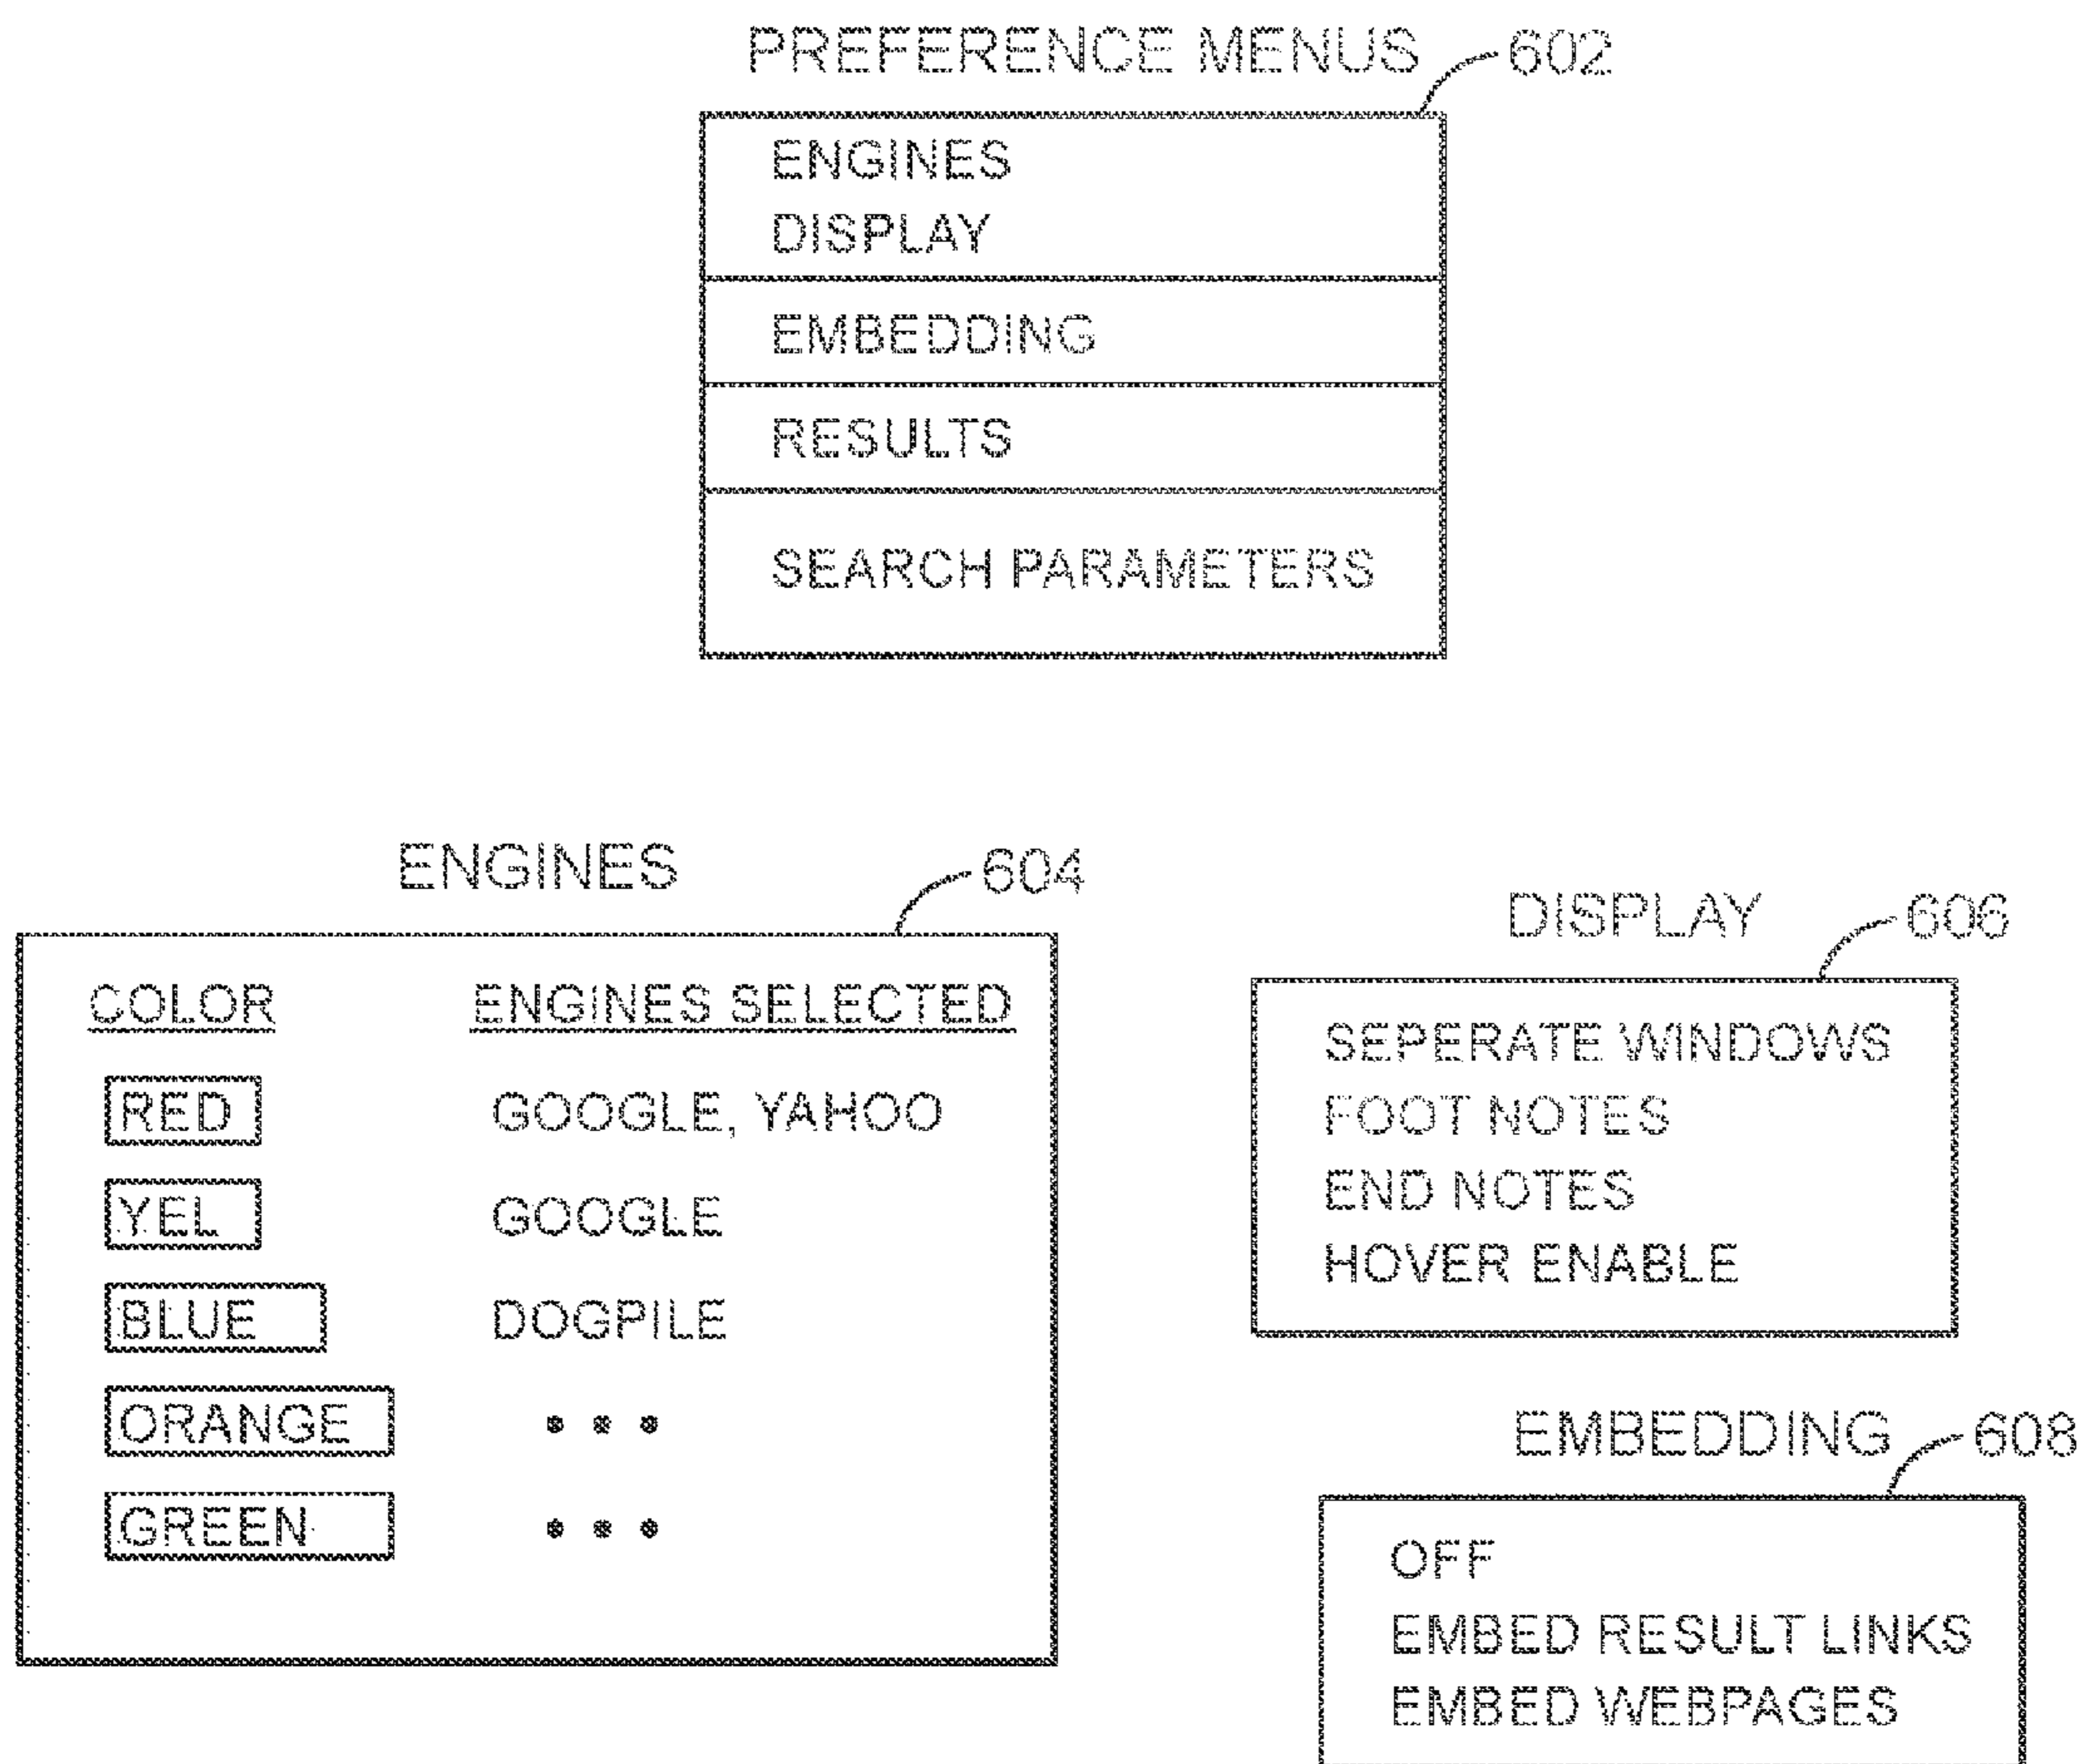 PREFERENCE MENUS 602
ENGINES
DISPLAY
EMBEDDING
RESULTS
SEARCH PARAMETERS
ENGINES 604
COLOR ENGINES SELECTED
RED GOOGLE, YAHOO
YEL GOOGLE
BLUE DOGPILE
ORANGE • • •
GREEN • • •
DISPLAY 606
SEPERATE WINDOWS
FOOT NOTES
END NOTES
HOVER ENABLE
EMBEDDING 608
OFF
EMBED RESULT LINKS
EMBED WEBPAGES